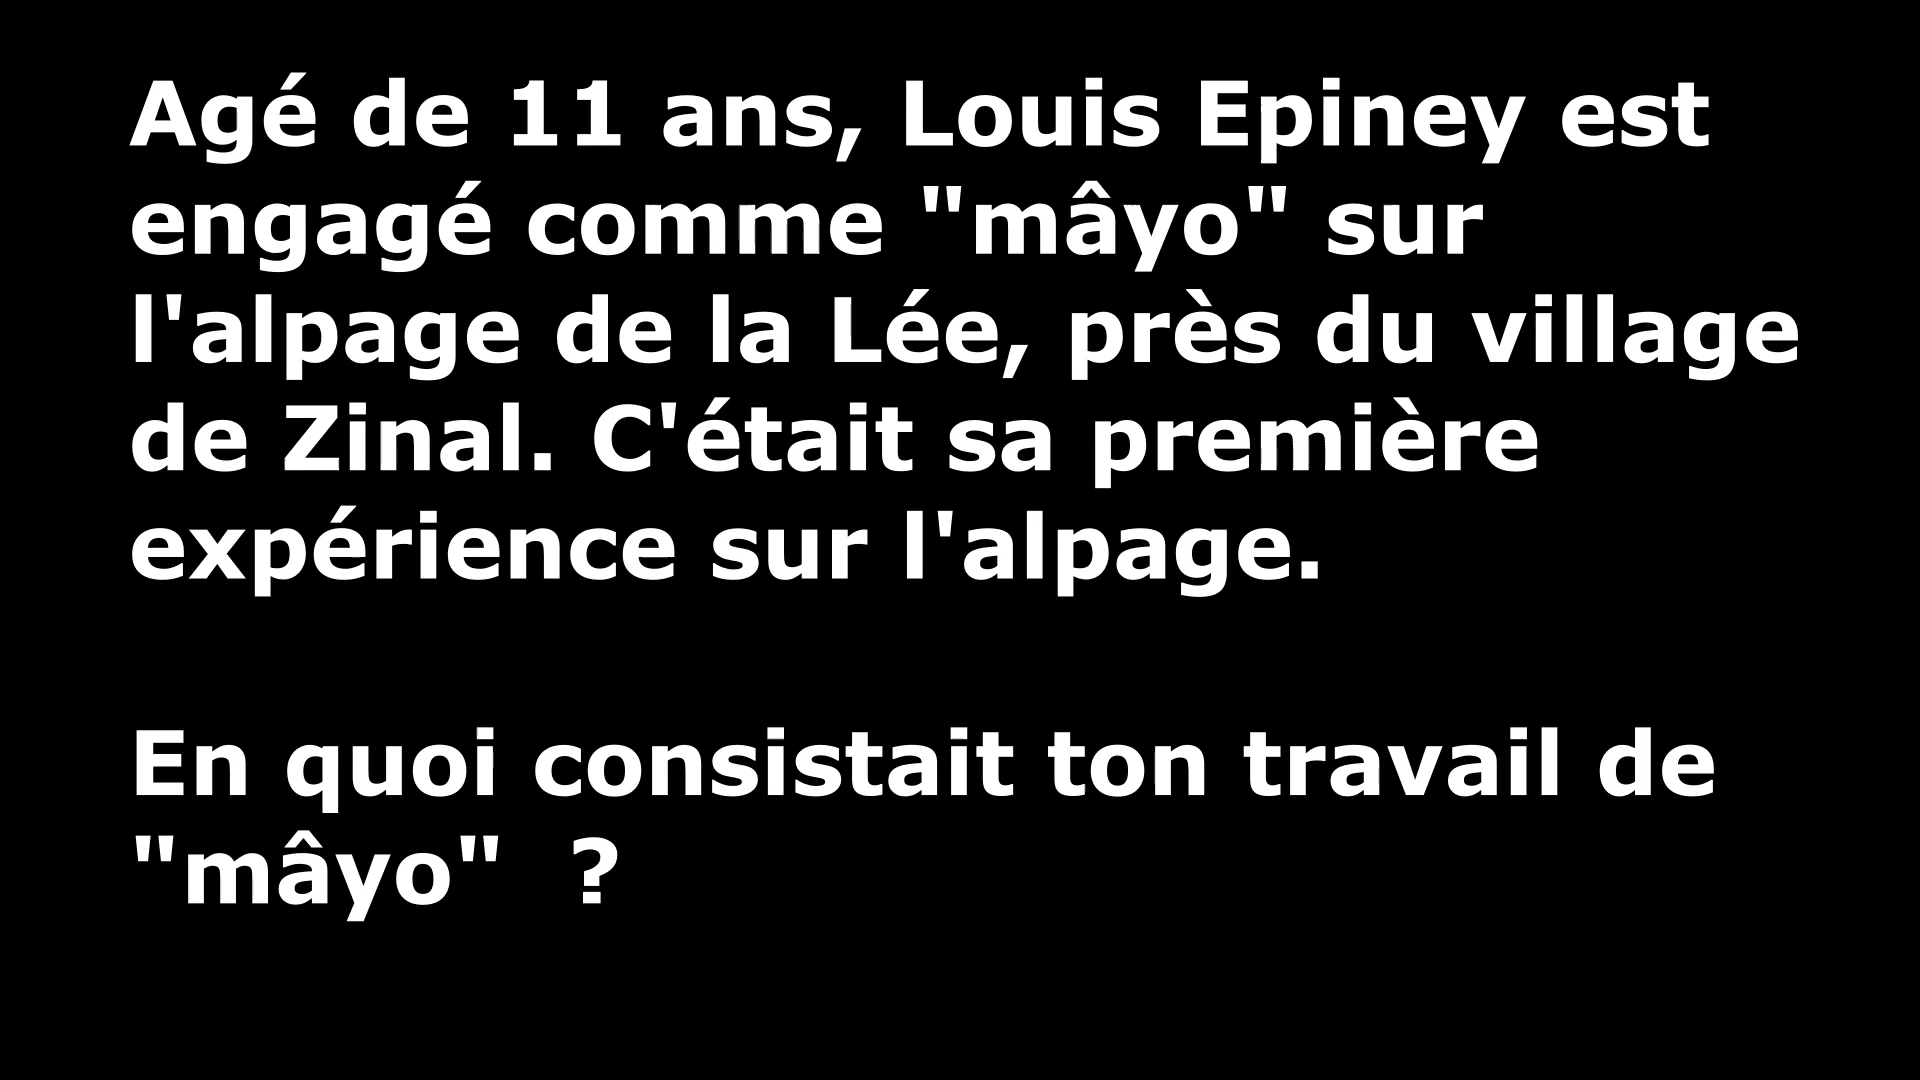 Agé de 11 ans, Louis Epiney est
engagé comme "mâyo" sur
l'alpage de la Lée, près du village
de Zinal. C'était sa première
expérience sur l'alpage.
En quoi consistait ton travail de
"mâyo"  ?